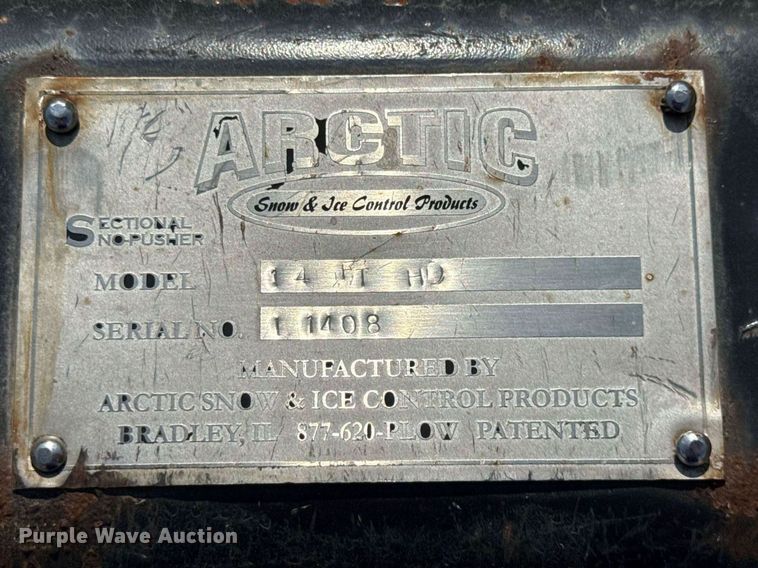 ARCTIC
Snow & Ice Control Products
SECTIONAL
SNO-PUSHER
MODEL 14 FT HD
SERIAL NO. L 1408
MANUFACTURED BY
ARCTIC SNOW & ICE CONTROL PRODUCTS
BRADLEY, IL 877-620-PLOW PATENTED
Purple Wave Auction